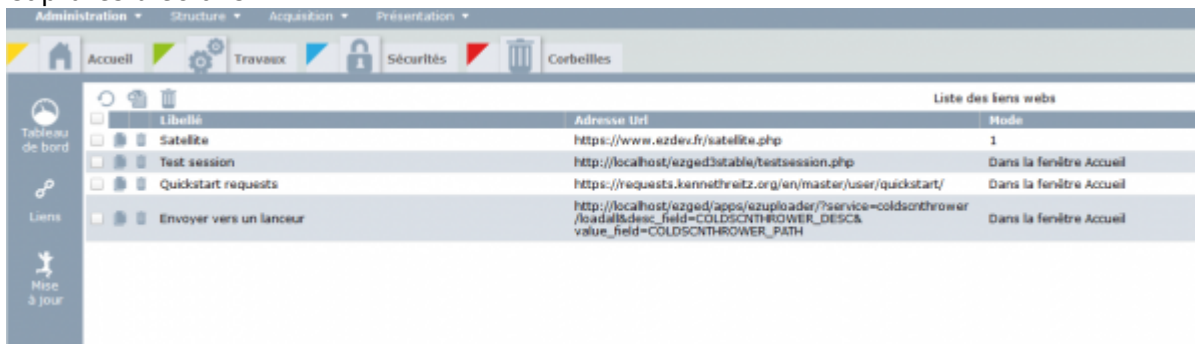 Administration Structure Acquisition Présentation
Accueil Travaux Sécurités Corbeilles
Liste des liens webs
Libellé Adresse Url Mode
Satellite https://www.ezdev.fr/satellite.php 1
Test session http://localhost/ezged3stable/testsession.php Dans la fenêtre Accueil
Quickstart requests https://requests.kennethreitz.org/en/master/user/quickstart/ Dans la fenêtre Accueil
Envoyer vers un lanceur http://localhost/ezged/apps/ezuploader/?service=coldscnthrower
/loadall&desc_field=COLDSCNTHROWER_DESC& Dans la fenêtre Accueil
value_field=COLDSCNTHROWER_PATH
Tableau
de bord
Liens
Mise
à jour